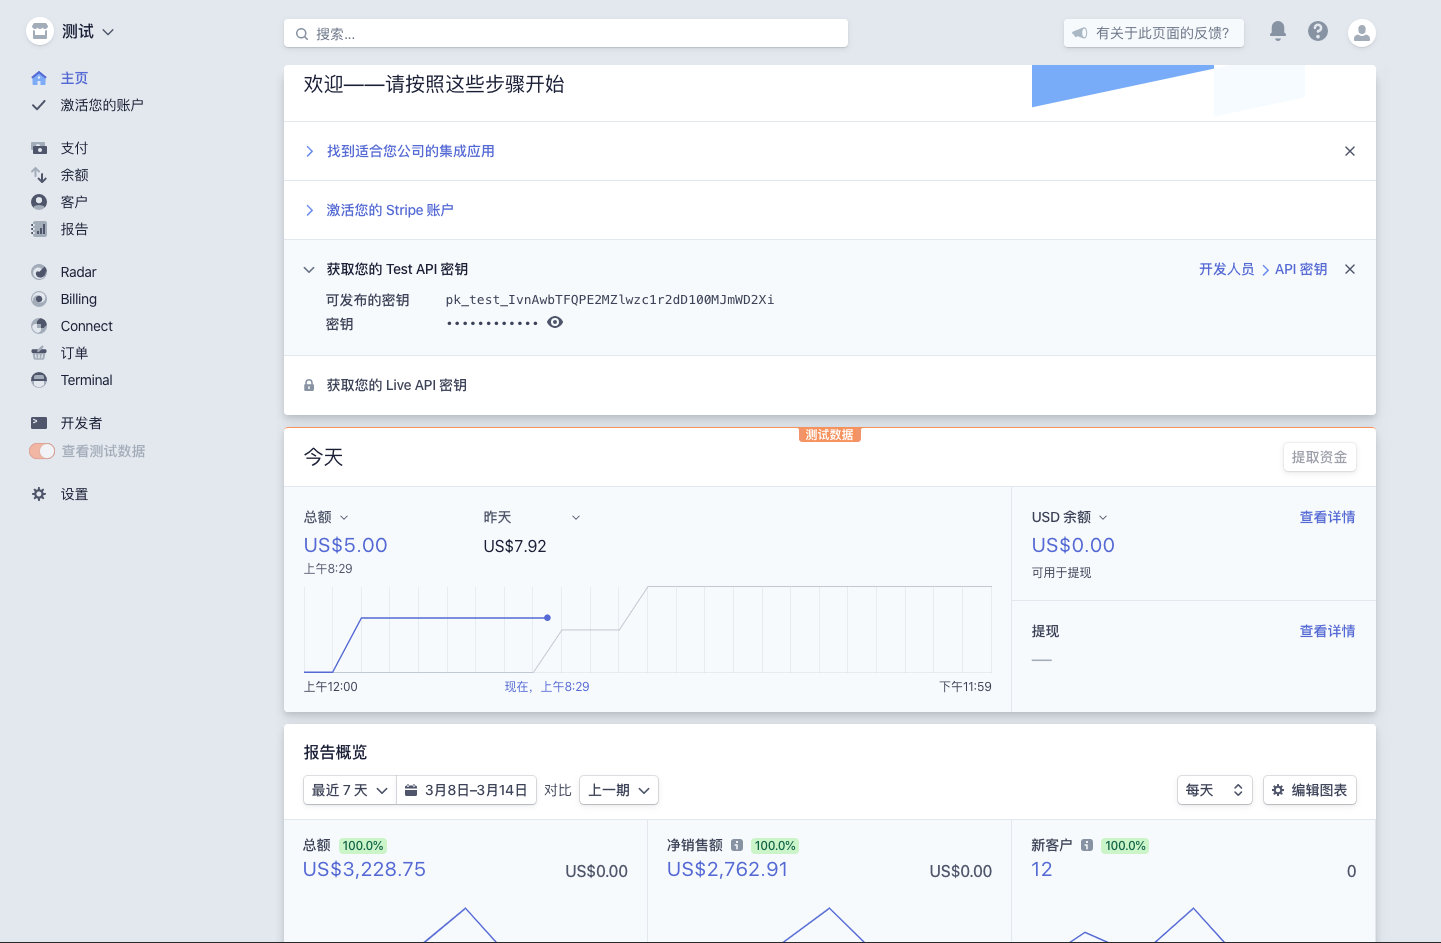 测试
搜索...
有关于此页面的反馈?
主页
激活您的账户
支付
余额
客户
报告
Radar
Billing
Connect
订单
Terminal
开发者
查看测试数据
设置
欢迎——请按照这些步骤开始
找到适合您公司的集成应用
激活您的 Stripe 账户
获取您的 Test API 密钥
开发人员 API 密钥
可发布的密钥 pk_test_IvnAwbTFQPE2MZlwzc1r2dD100MJmWD2Xi
密钥 ••••••••••••
获取您的 Live API 密钥
测试数据
今天
提取资金
总额 昨天
US$5.00 US$7.92
上午8:29
上午12:00 现在，上午8:29 下午11:59
USD 余额 查看详情
US$0.00
可用于提现
提现 查看详情
—
报告概览
最近 7 天 3月8日–3月14日 对比 上一期 每天 编辑图表
总额 100.0%
US$3,228.75 US$0.00
净销售额 100.0%
US$2,762.91 US$0.00
新客户 100.0%
12 0